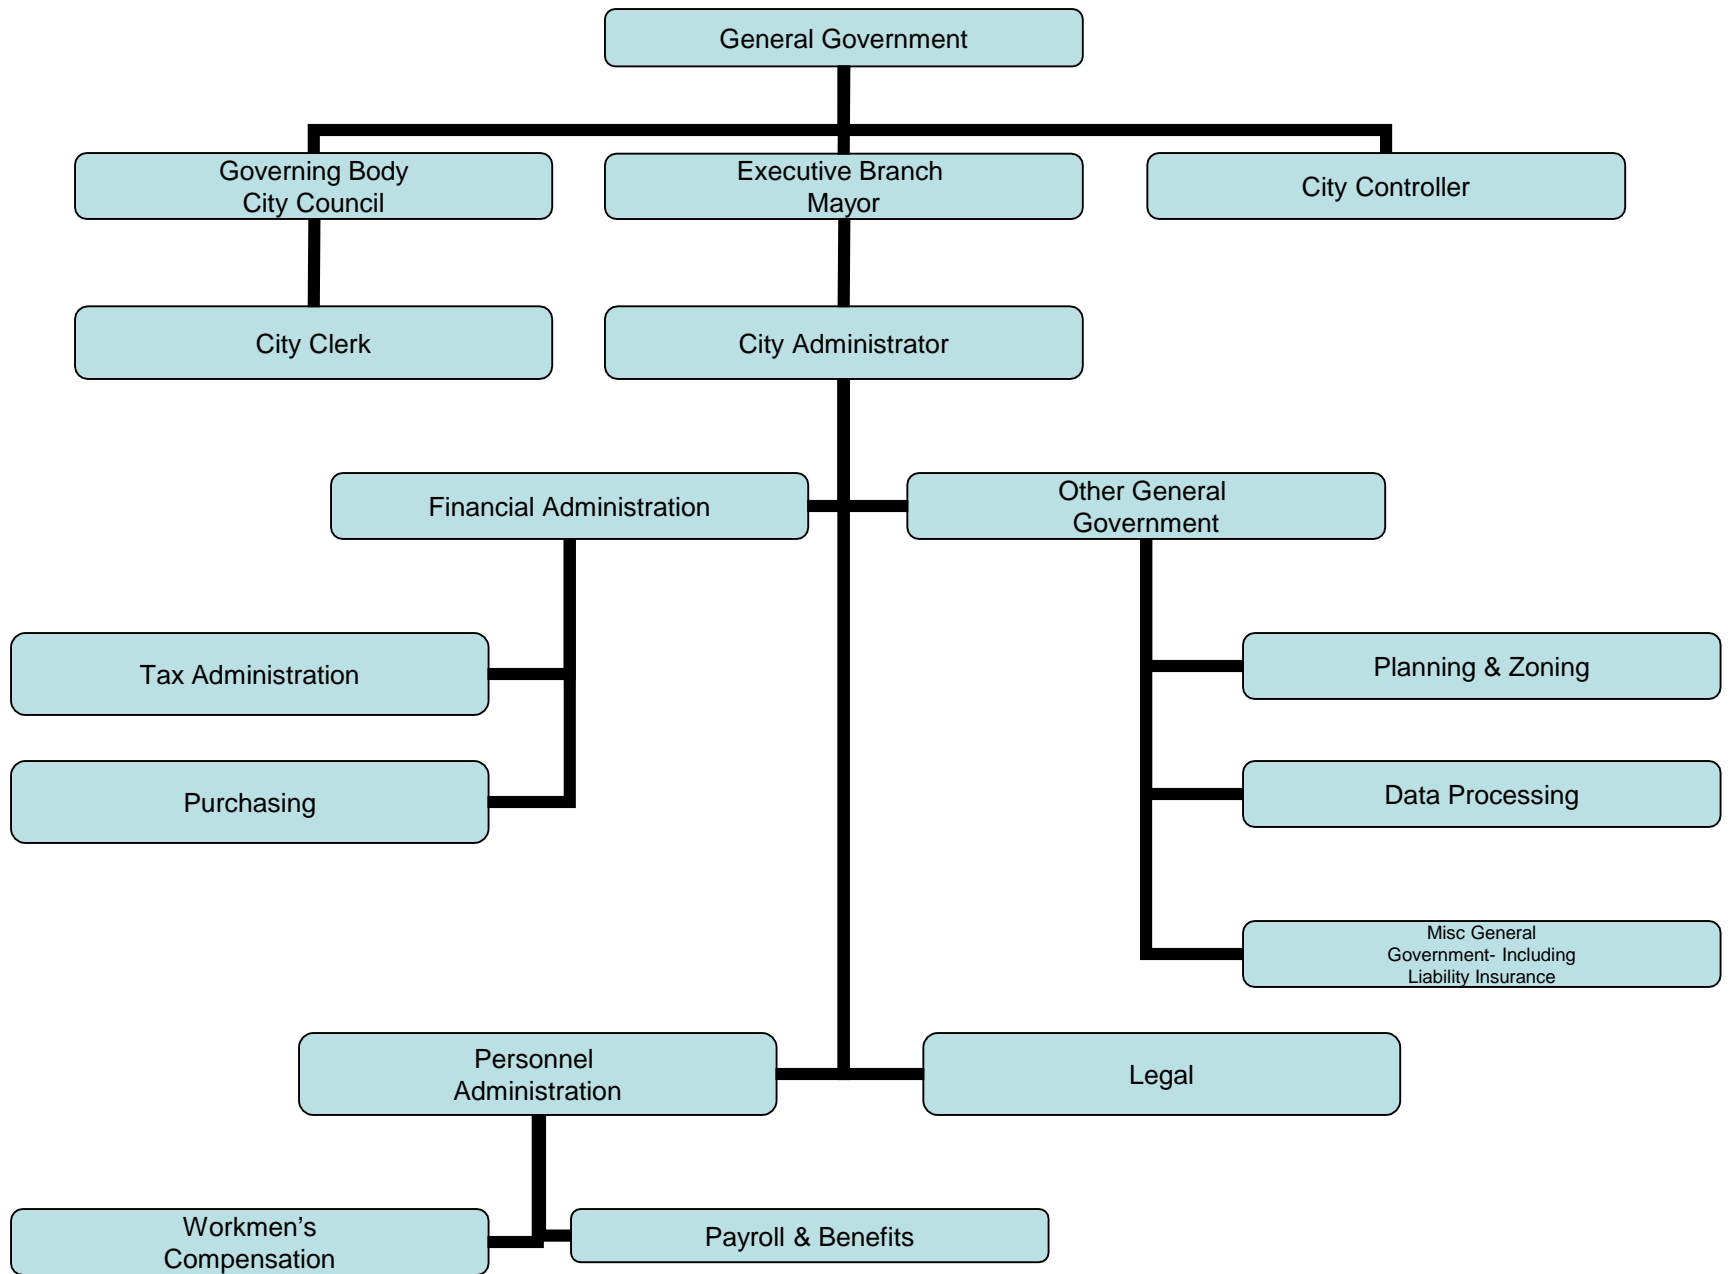 General Government
Governing Body
City Council
Executive Branch
Mayor
City Controller
City Clerk
City Administrator
Financial Administration
Other General
Government
Tax Administration
Planning & Zoning
Purchasing
Data Processing
Misc General
Government- Including
Liability Insurance
Personnel
Administration
Legal
Workmen’s
Compensation
Payroll & Benefits